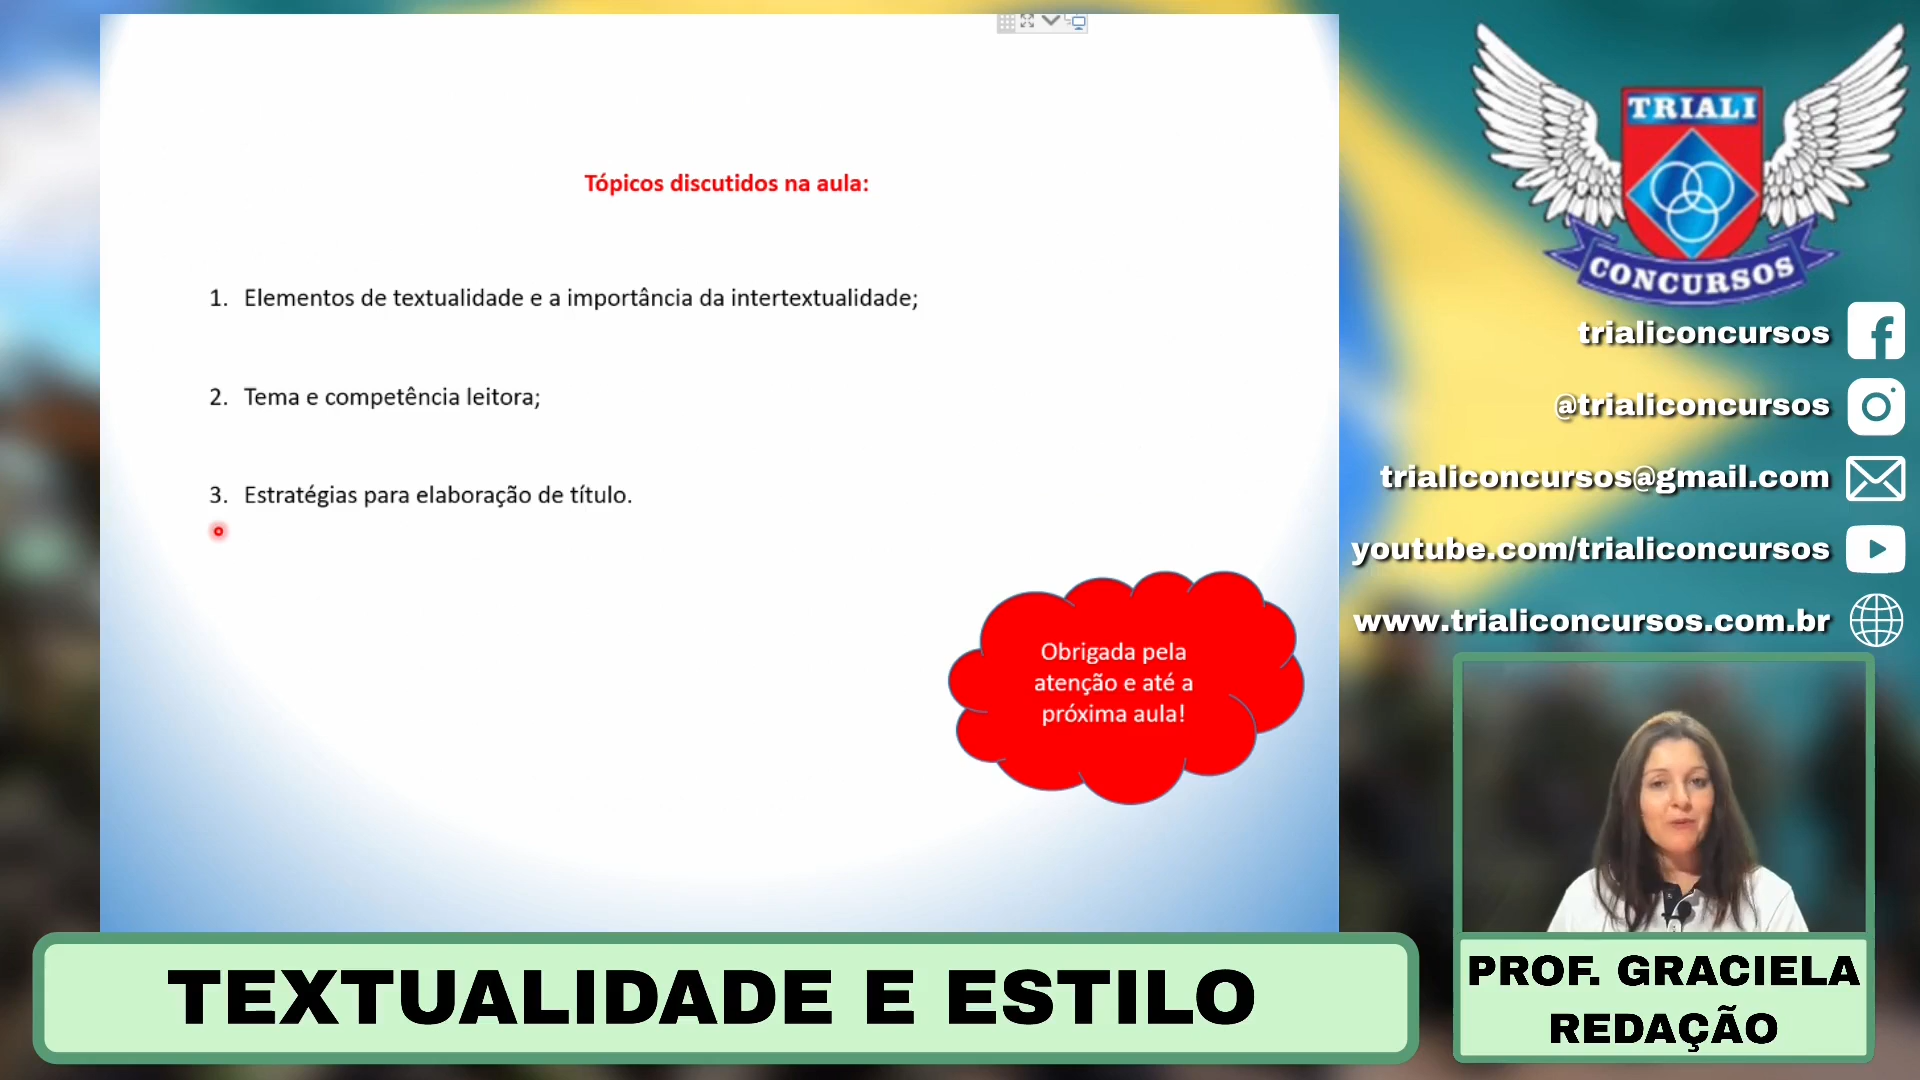 Tópicos discutidos na aula:
1. Elementos de textualidade e a importância da intertextualidade;
2. Tema e competência leitora;
3. Estratégias para elaboração de título.
Obrigada pela
atenção e até a
próxima aula!
TRIALI
CONCURSOS
trialiconcursos
@trialiconcursos
trialiconcursos@gmail.com
youtube.com/trialiconcursos
www.trialiconcursos.com.br
TEXTUALIDADE E ESTILO
PROF. GRACIELA
REDAÇÃO